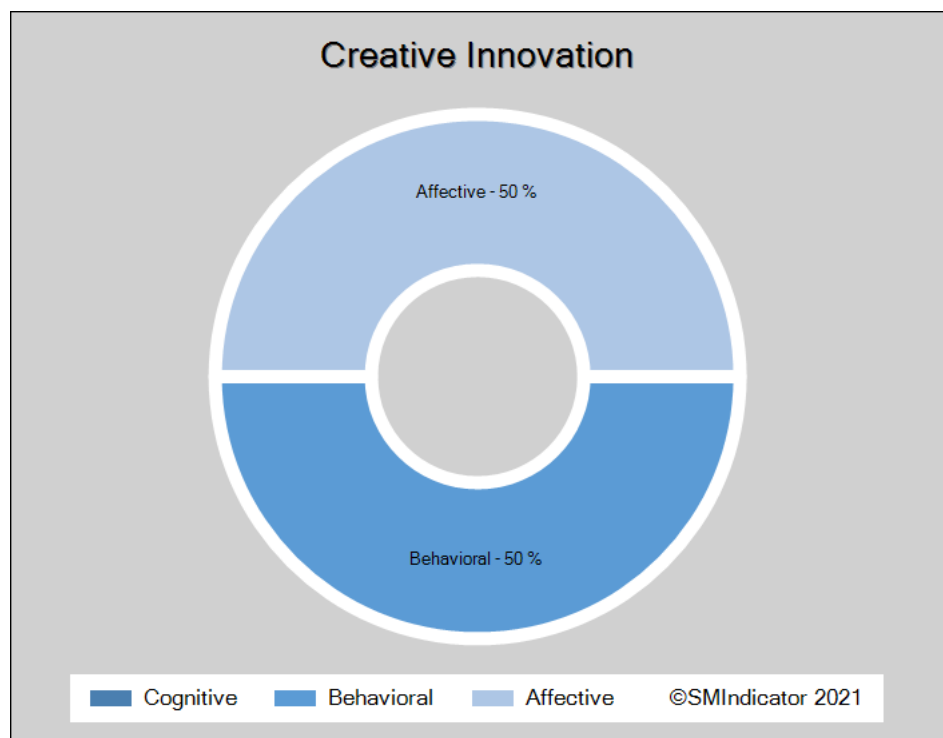 Creative Innovation
Affective - 50 %
Behavioral - 50 %
Cognitive Behavioral Affective ©SMIndicator 2021